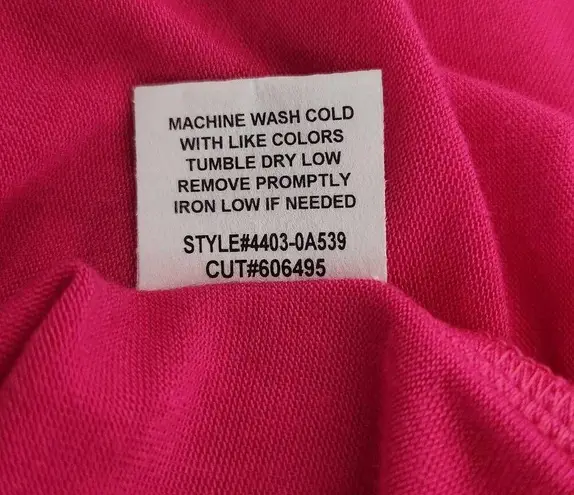 MACHINE WASH COLD
WITH LIKE COLORS
TUMBLE DRY LOW
REMOVE PROMPTLY
IRON LOW IF NEEDED
STYLE#4403-0A539
CUT#606495